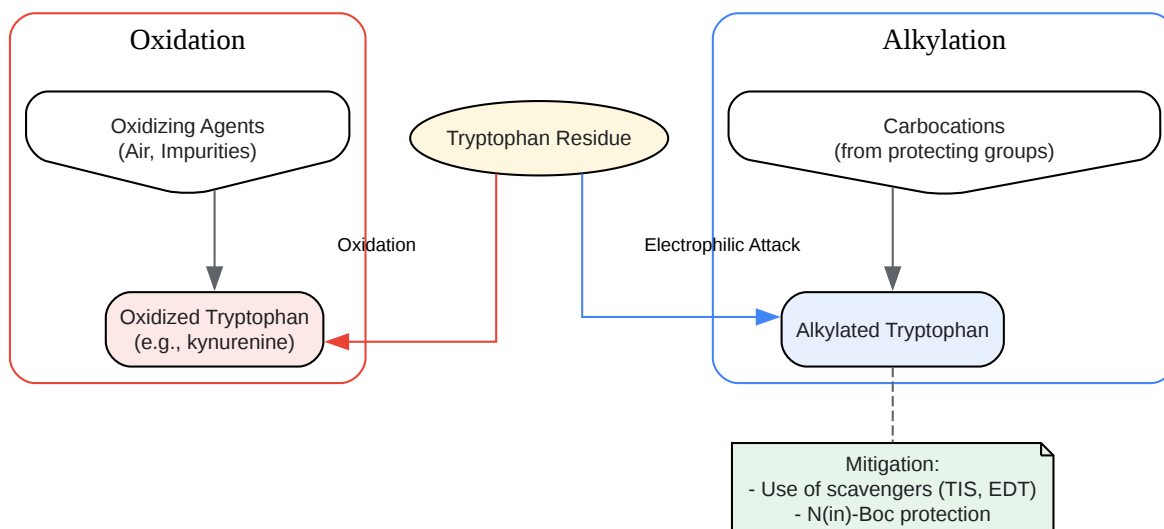 Oxidation
Alkylation
Oxidizing Agents
(Air, Impurities)
Tryptophan Residue
Carbocations
(from protecting groups)
Oxidation
Electrophilic Attack
Oxidized Tryptophan
(e.g., kynurenine)
Alkylated Tryptophan
Mitigation:
- Use of scavengers (TIS, EDT)
- N(in)-Boc protection